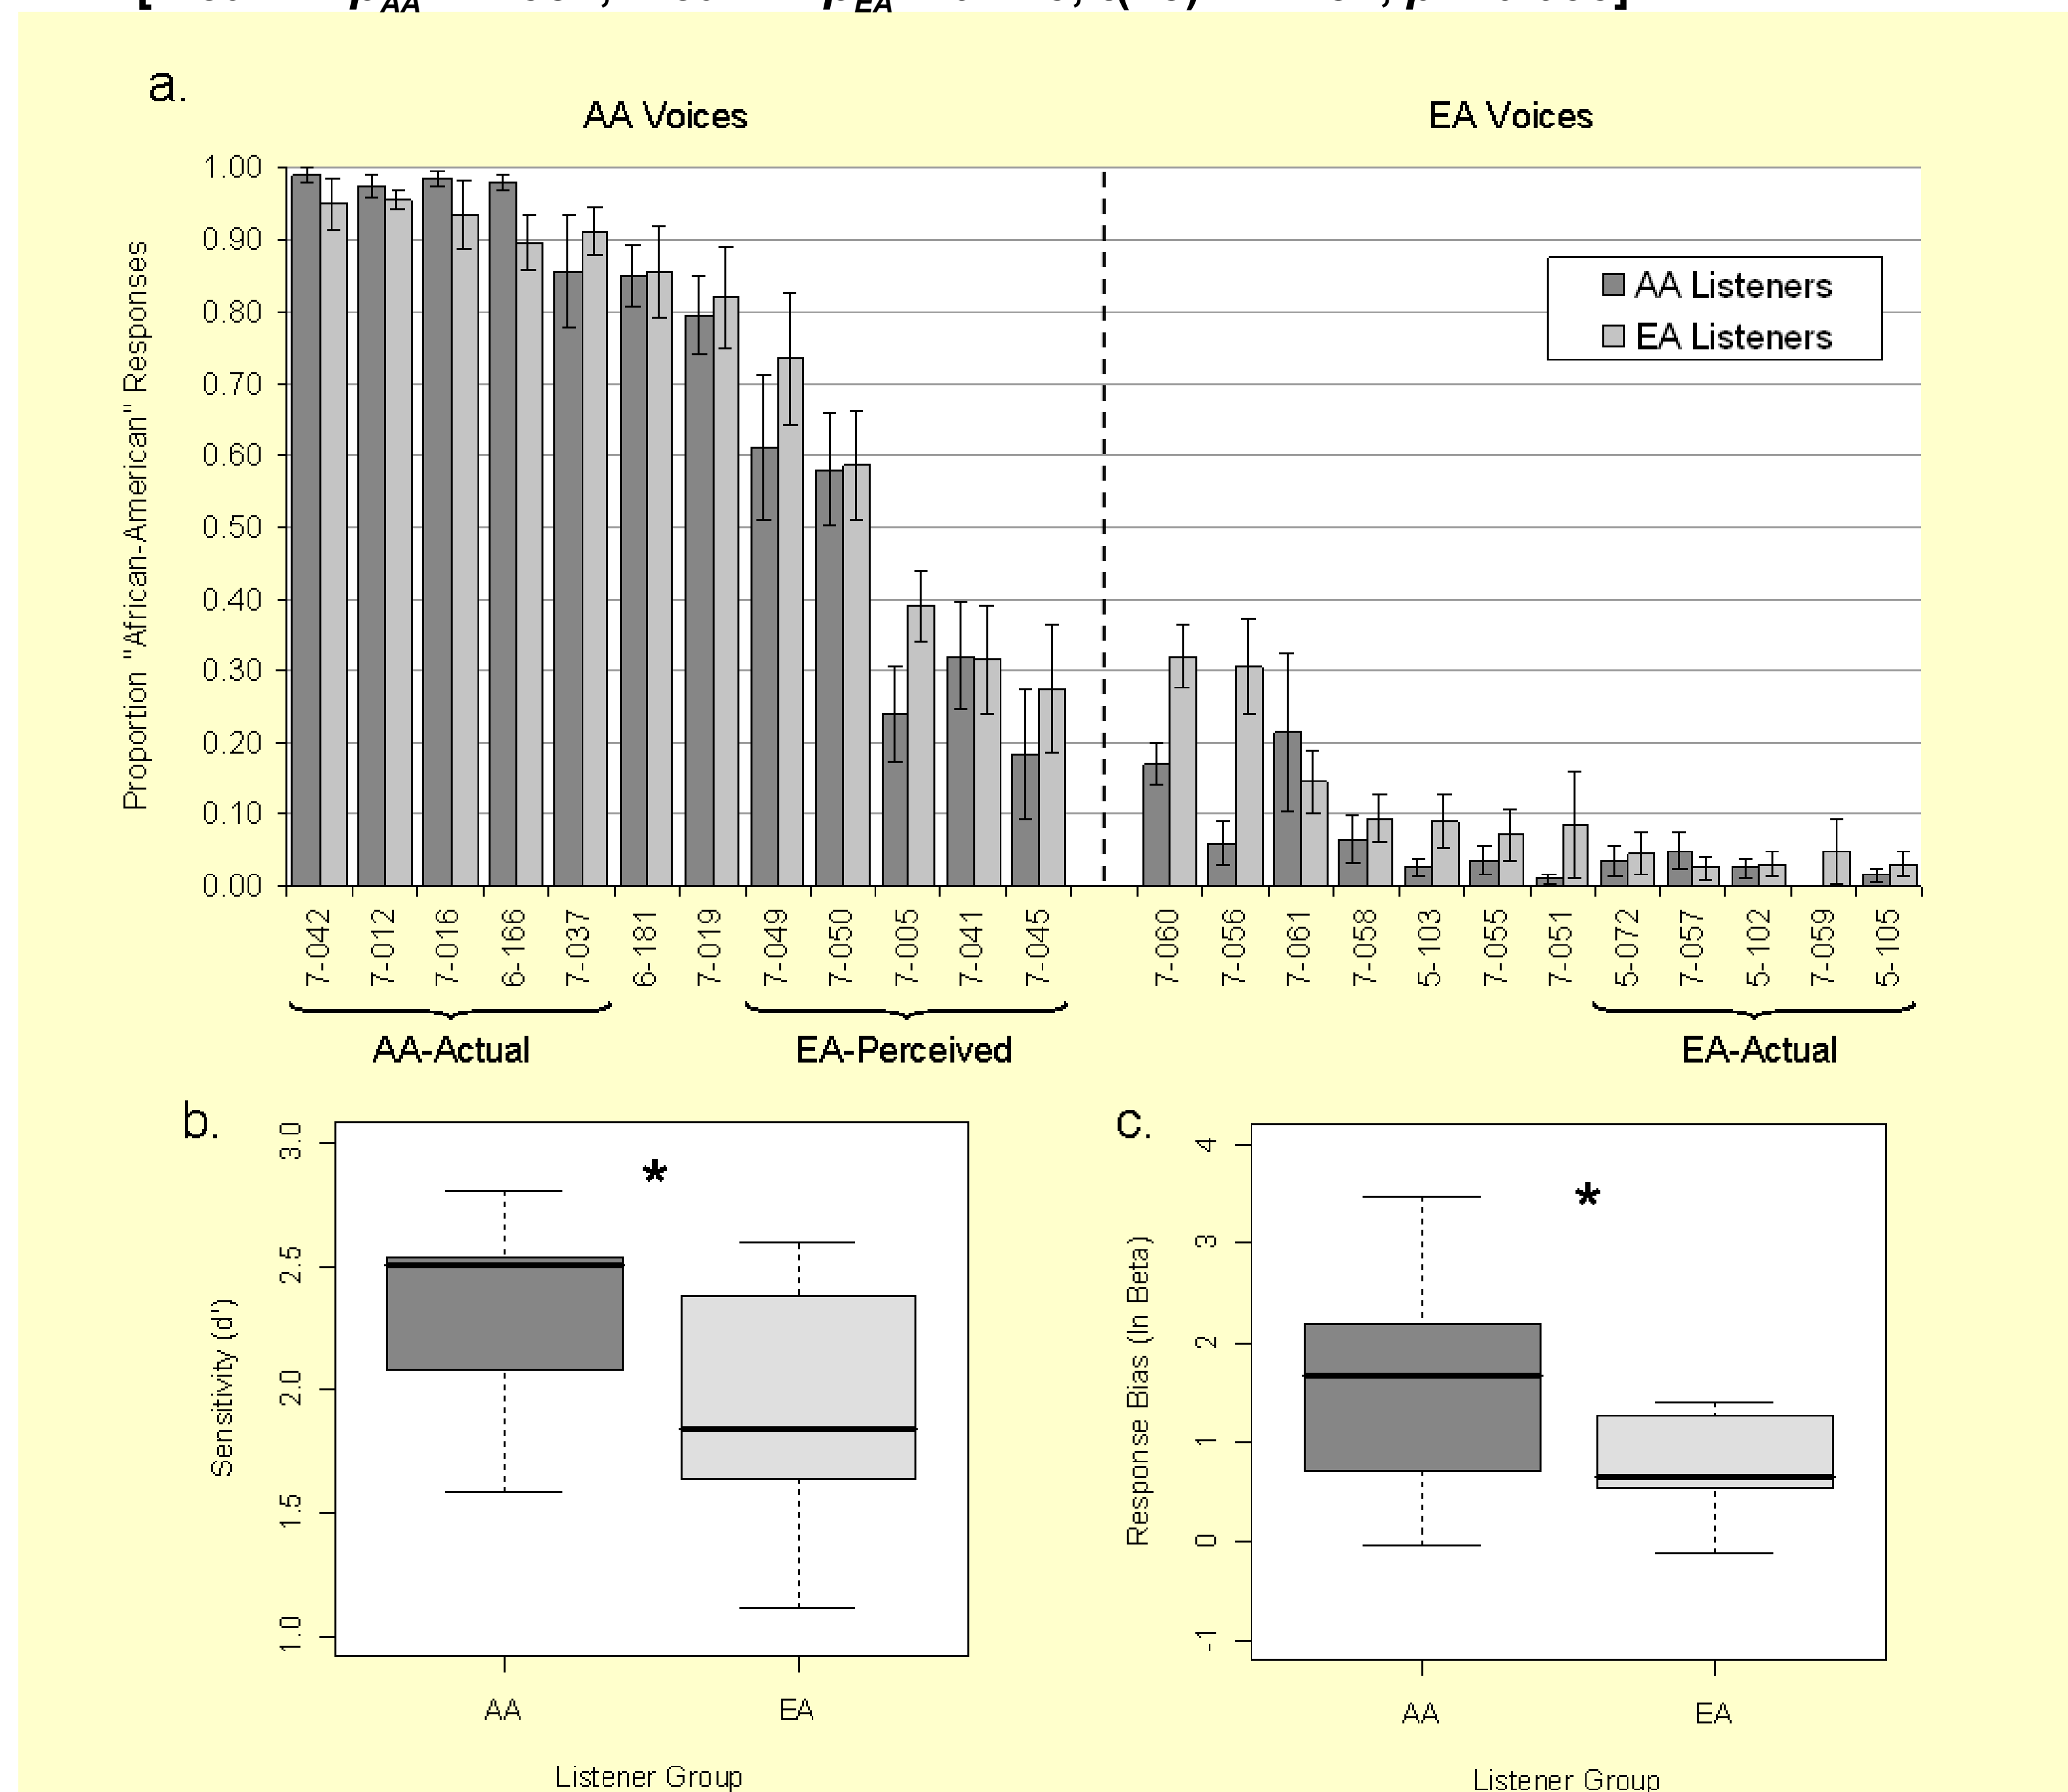 a.
AA Voices
EA Voices
Proportion "African-American" Responses
1.00
0.90
0.80
0.70
0.60
0.50
0.40
0.30
0.20
0.10
0.00
AA Listeners
EA Listeners
7-042
7-012
7-016
6-166
7-037
6-181
7-019
7-049
7-050
7-005
7-041
7-045
7-060
7-056
7-061
7-058
5-103
7-055
7-051
5-072
7-057
5-102
7-059
5-105
AA-Actual
EA-Perceived
EA-Actual
b.
Sensitivity (d')
3.0
2.5
2.0
1.5
1.0
*
AA
EA
Listener Group
c.
Response Bias (ln Beta)
4
3
2
1
0
-1
*
AA
EA
Listener Group